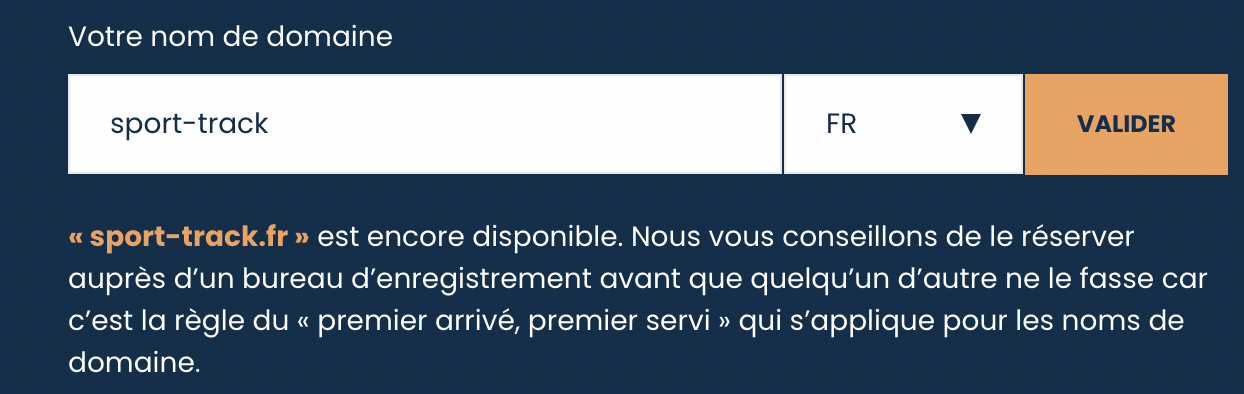 Votre nom de domaine
sport-track FR ▼ VALIDER
« sport-track.fr » est encore disponible. Nous vous conseillons de le réserver
auprès d’un bureau d’enregistrement avant que quelqu’un d’autre ne le fasse car
c’est la règle du « premier arrivé, premier servi » qui s’applique pour les noms de
domaine.